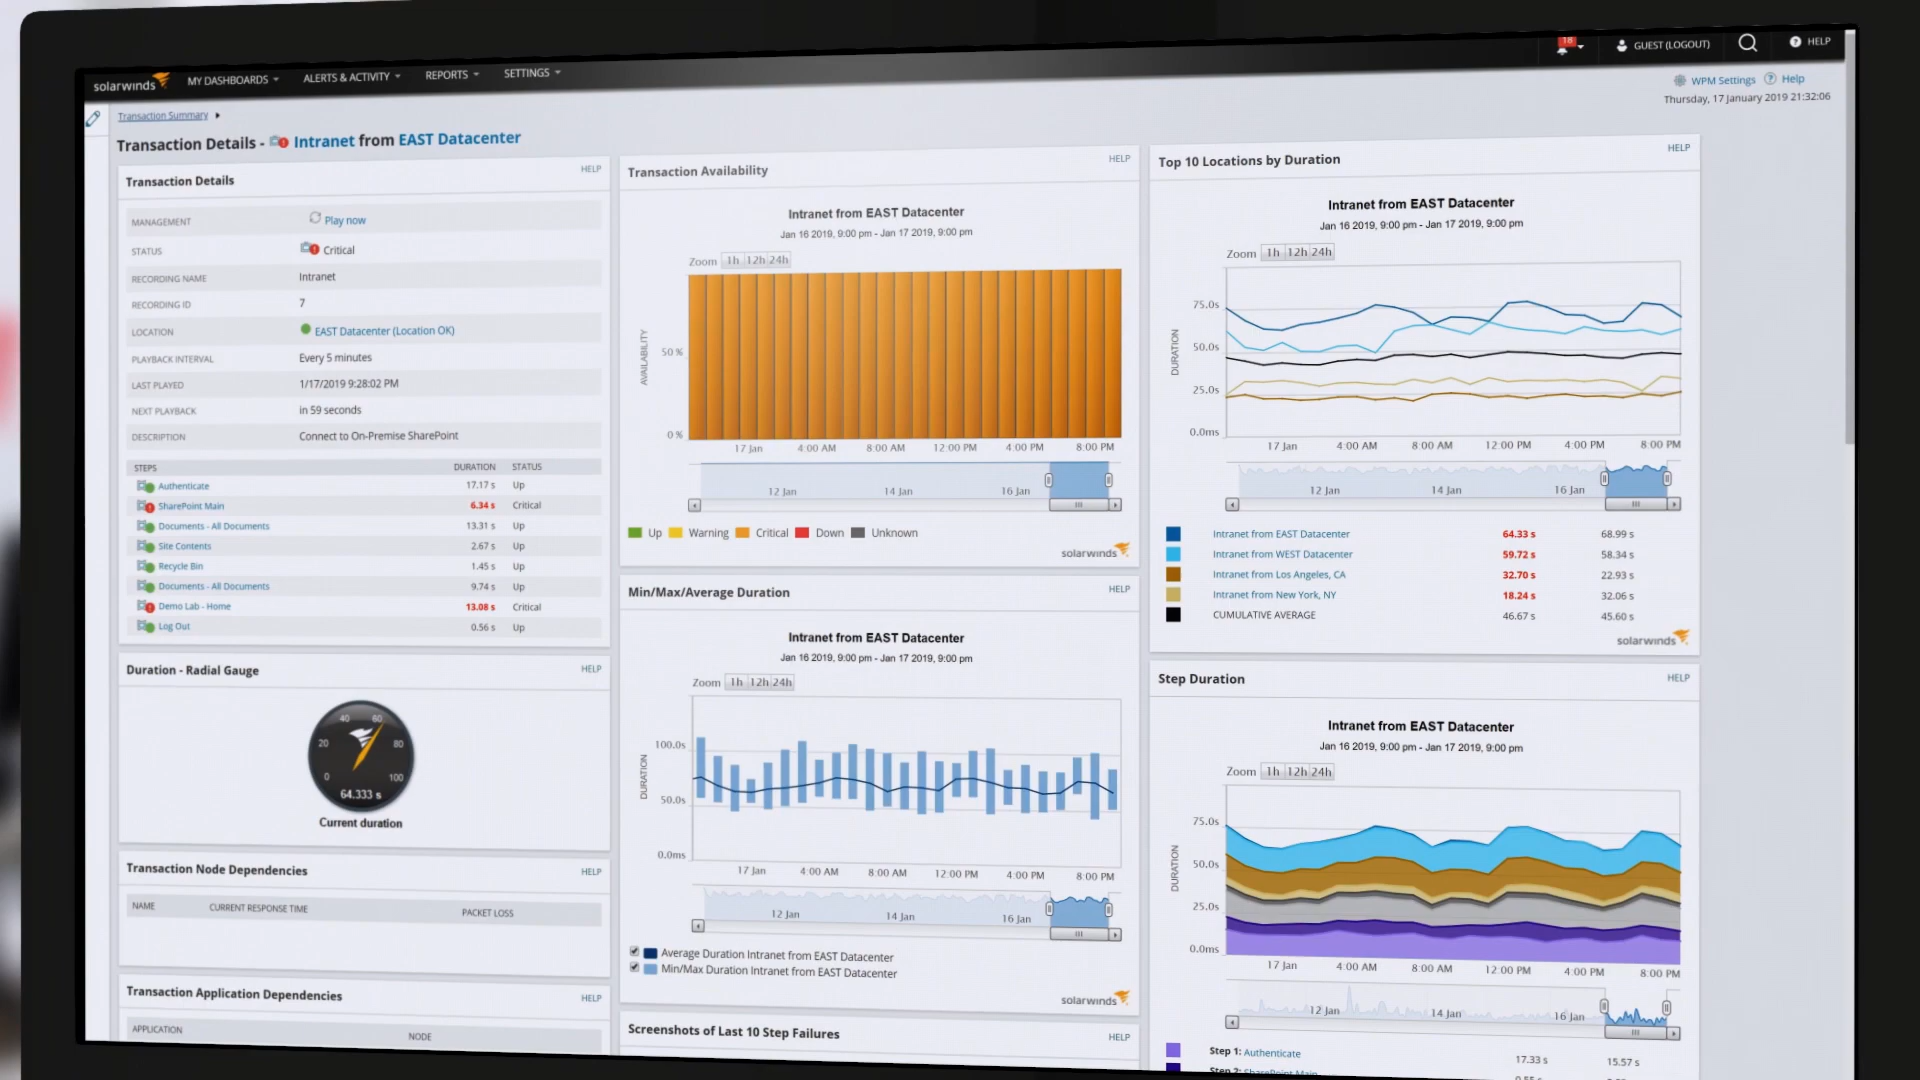 solarwinds MY DASHBOARDS ALERTS & ACTIVITY REPORTS SETTINGS 18 GUEST (LOGOUT) HELP
WPM Settings Help
Thursday, 17 January 2019 21:32:06
Transaction Summary
Transaction Details - Intranet from EAST Datacenter
Transaction Details HELP
MANAGEMENT Play now
STATUS Critical
RECORDING NAME Intranet
RECORDING ID 7
LOCATION EAST Datacenter (Location OK)
PLAYBACK INTERVAL Every 5 minutes
LAST PLAYED 1/17/2019 9:28:02 PM
NEXT PLAYBACK in 59 seconds
DESCRIPTION Connect to On-Premise SharePoint
STEPS DURATION STATUS
Authenticate 17.17 s Up
SharePoint Main 6.34 s Critical
Documents - All Documents 13.31 s Up
Site Contents 2.67 s Up
Recycle Bin 1.45 s Up
Documents - All Documents 9.74 s Up
Demo Lab - Home 13.08 s Critical
Log Out 0.56 s Up
Duration - Radial Gauge HELP
40 60
20 80
0 100
64.333 s
Current duration
Transaction Node Dependencies HELP
NAME CURRENT RESPONSE TIME PACKET LOSS
Transaction Application Dependencies HELP
APPLICATION NODE
Transaction Availability HELP
Intranet from EAST Datacenter
Jan 16 2019, 9:00 pm - Jan 17 2019, 9:00 pm
Zoom 1h 12h 24h
AVAILABILITY
50 %
0 %
17 Jan 4:00 AM 8:00 AM 12:00 PM 4:00 PM 8:00 PM
12 Jan 14 Jan 16 Jan
Up Warning Critical Down Unknown
solarwinds
Min/Max/Average Duration HELP
Intranet from EAST Datacenter
Jan 16 2019, 9:00 pm - Jan 17 2019, 9:00 pm
Zoom 1h 12h 24h
DURATION
100.0s
50.0s
0.0ms
17 Jan 4:00 AM 8:00 AM 12:00 PM 4:00 PM 8:00 PM
12 Jan 14 Jan 16 Jan
Average Duration Intranet from EAST Datacenter
Min/Max Duration Intranet from EAST Datacenter
solarwinds
Screenshots of Last 10 Step Failures HELP
Top 10 Locations by Duration HELP
Intranet from EAST Datacenter
Jan 16 2019, 9:00 pm - Jan 17 2019, 9:00 pm
Zoom 1h 12h 24h
DURATION
75.0s
50.0s
25.0s
0.0ms
17 Jan 4:00 AM 8:00 AM 12:00 PM 4:00 PM 8:00 PM
12 Jan 14 Jan 16 Jan
Intranet from EAST Datacenter 64.33 s 68.99 s
Intranet from WEST Datacenter 59.72 s 58.34 s
Intranet from Los Angeles, CA 32.70 s 22.93 s
Intranet from New York, NY 18.24 s 32.06 s
CUMULATIVE AVERAGE 46.67 s 45.60 s
solarwinds
Step Duration HELP
Intranet from EAST Datacenter
Jan 16 2019, 9:00 pm - Jan 17 2019, 9:00 pm
Zoom 1h 12h 24h
DURATION
75.0s
50.0s
25.0s
0.0ms
17 Jan 4:00 AM 8:00 AM 12:00 PM 4:00 PM 8:00 PM
12 Jan 14 Jan 16 Jan
Step 1: Authenticate 17.33 s 15.57 s
Step 2: SharePoint Main